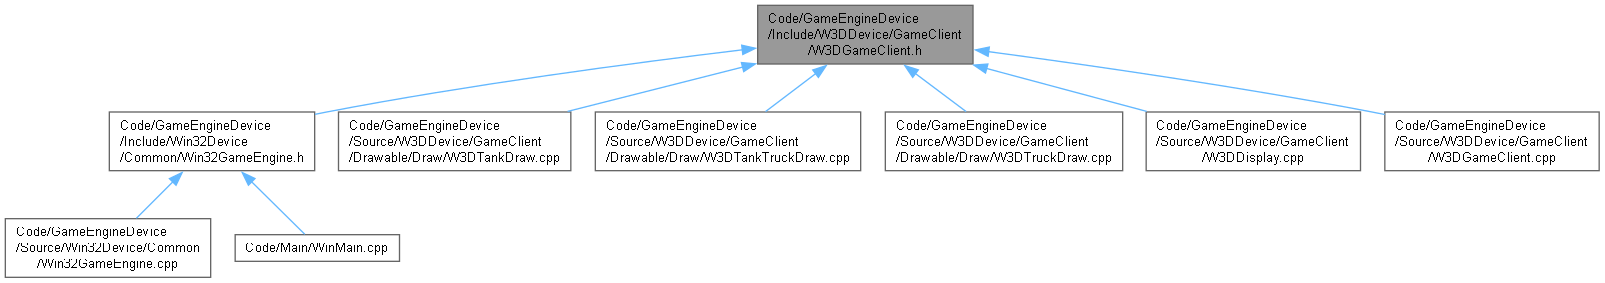 Code/GameEngineDevice
/Include/W3DDevice/GameClient
/W3DGameClient.h
Code/GameEngineDevice
/Include/Win32Device
/Common/Win32GameEngine.h
Code/GameEngineDevice
/Source/W3DDevice/GameClient
/Drawable/Draw/W3DTankDraw.cpp
Code/GameEngineDevice
/Source/W3DDevice/GameClient
/Drawable/Draw/W3DTankTruckDraw.cpp
Code/GameEngineDevice
/Source/W3DDevice/GameClient
/Drawable/Draw/W3DTruckDraw.cpp
Code/GameEngineDevice
/Source/W3DDevice/GameClient
/W3DDisplay.cpp
Code/GameEngineDevice
/Source/W3DDevice/GameClient
/W3DGameClient.cpp
Code/GameEngineDevice
/Source/Win32Device/Common
/Win32GameEngine.cpp
Code/Main/WinMain.cpp